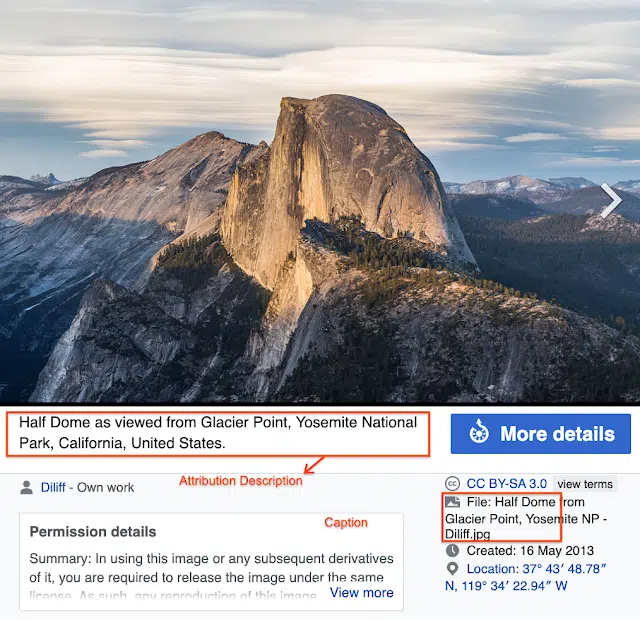 Half Dome as viewed from Glacier Point, Yosemite National
Park, California, United States.
More details
Attribution Description
Diliff - Own work
CC BY-SA 3.0 view terms
File: Half Dome from
Glacier Point, Yosemite NP -
Diliff.jpg
Created: 16 May 2013
Location: 37° 43′ 48.78″
N, 119° 34′ 22.94″ W
Caption
Permission details
Summary: In using this image or any subsequent derivatives
of it, you are required to release the image under the same
license. As such, any reproduction of this image
View more